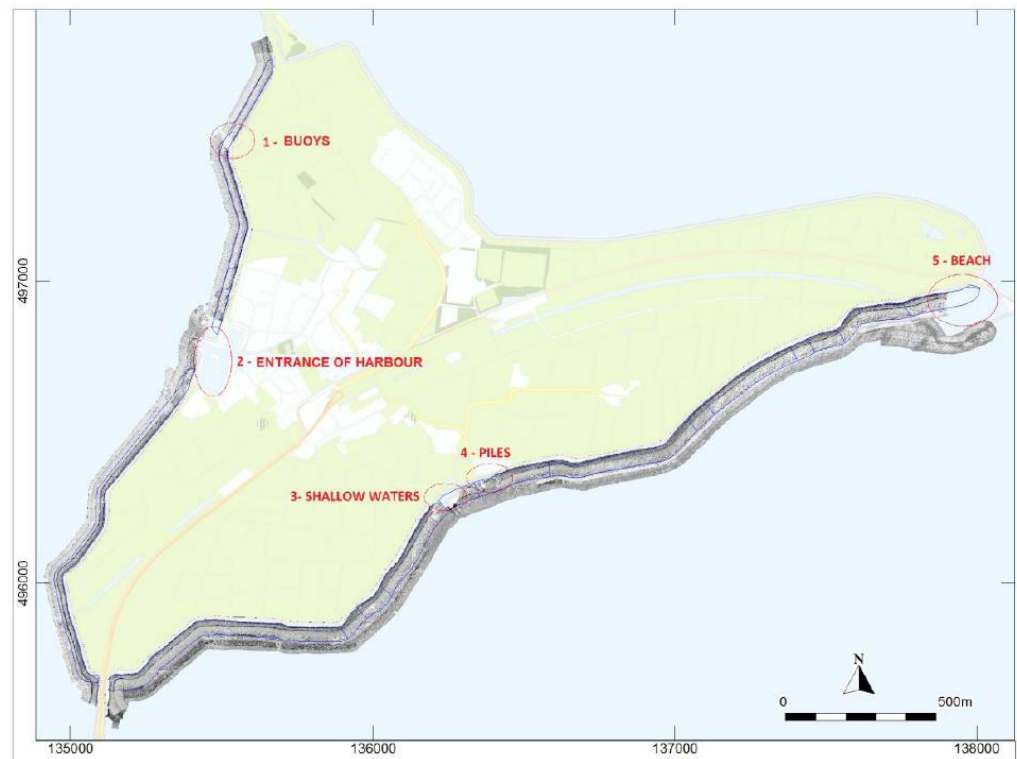 1 - BUOYS
497000
5 - BEACH
2 - ENTRANCE OF HARBOUR
4 - PILES
3- SHALLOW WATERS
496000
N
0 500m
135000 136000 137000 138000